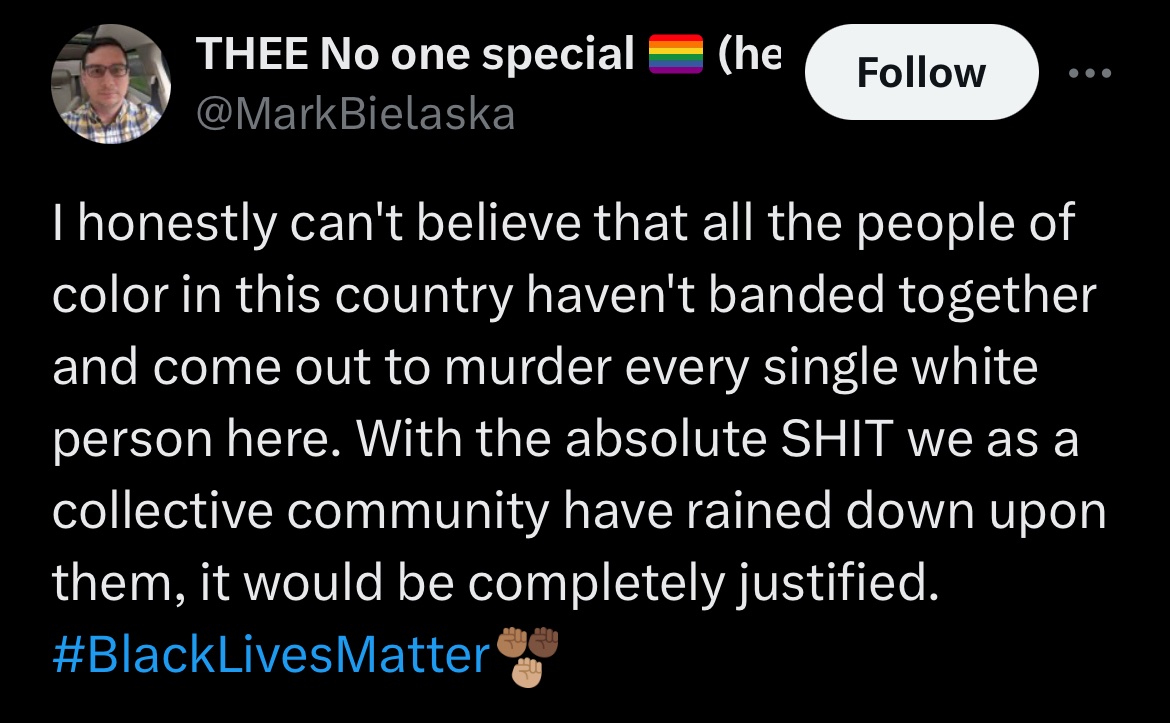 THEE No one special 🏳️‍🌈 (he
Follow
@MarkBielaska
I honestly can't believe that all the people of
color in this country haven't banded together
and come out to murder every single white
person here. With the absolute SHIT we as a
collective community have rained down upon
them, it would be completely justified.
#BlackLivesMatter